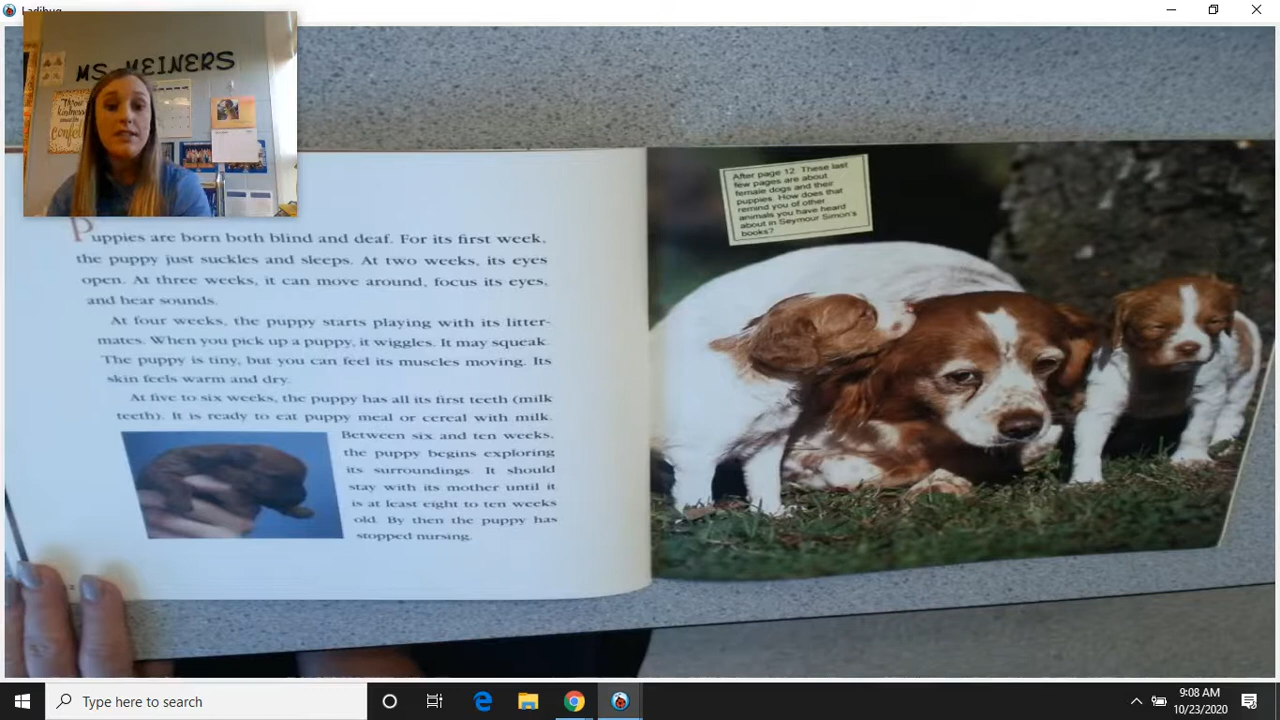 Ladibug
MS. MEINERS
Throw
kindness
confetti
Puppies are born both blind and deaf. For its first week,
the puppy just suckles and sleeps. At two weeks, its eyes
open. At three weeks, it can move around, focus its eyes,
and hear sounds.
At four weeks, the puppy starts playing with its litter-
mates. When you pick up a puppy, it wiggles. It may squeak.
The puppy is tiny, but you can feel its muscles moving. Its
skin feels warm and dry.
At five to six weeks, the puppy has all its first teeth (milk
teeth). It is ready to eat puppy meal or cereal with milk.
Between six and ten weeks,
the puppy begins exploring
its surroundings. It should
stay with its mother until it
is at least eight to ten weeks
old. By then the puppy has
stopped nursing.
After page 12 These last
few pages are about
female dogs and their
puppies. How does that
remind you of other
animals you have heard
about in Seymour Simon's
books?
Type here to search
9:08 AM
10/23/2020